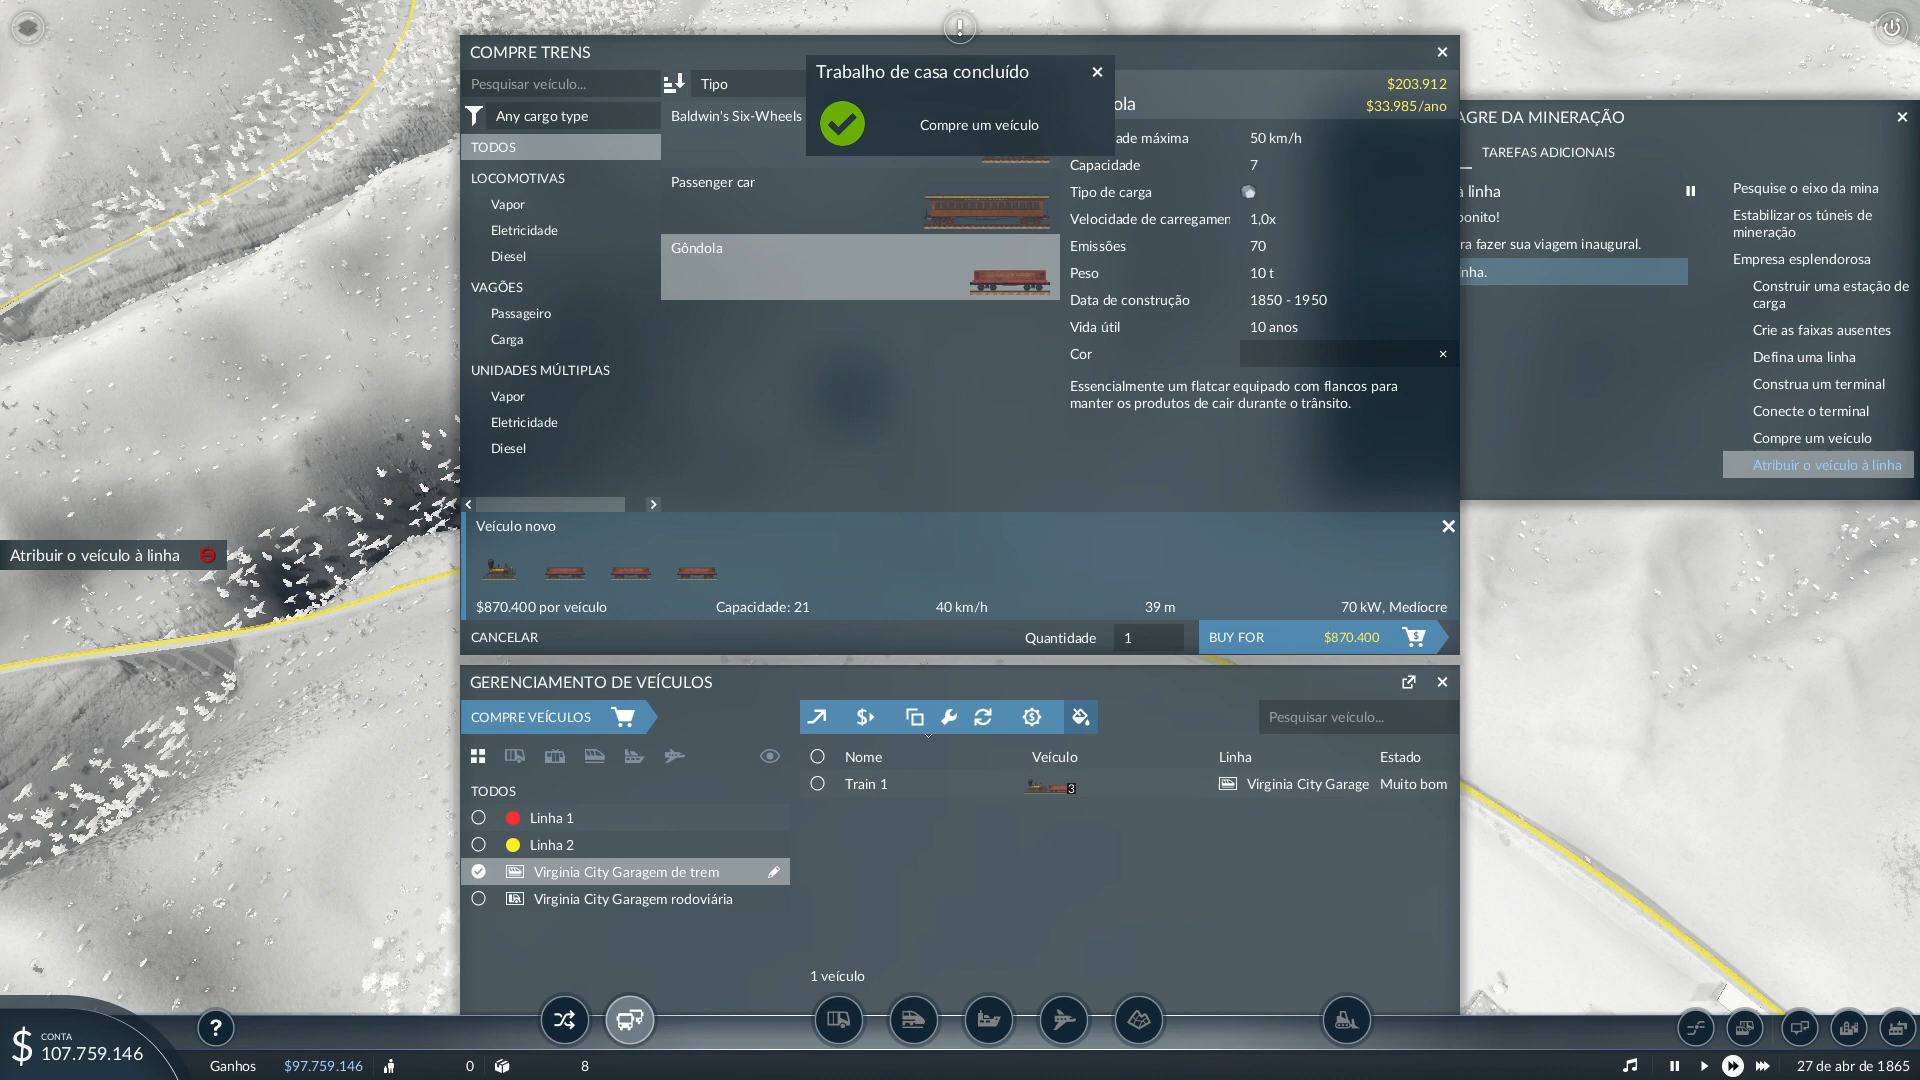 COMPRE TRENS
Pesquisar veículo...
Tipo
Any cargo type
TODOS
LOCOMOTIVAS
Vapor
Eletricidade
Diesel
VAGÕES
Passageiro
Carga
UNIDADES MÚLTIPLAS
Vapor
Eletricidade
Diesel
Baldwin's Six-Wheels
Passenger car
Gôndola
Trabalho de casa concluído
Compre um veículo
ola
$203.912
$33.985/ano
ade máxima 50 km/h
Capacidade 7
Tipo de carga
Velocidade de carregamen 1,0x
Emissões 70
Peso 10 t
Data de construção 1850 - 1950
Vida útil 10 anos
Cor
Essencialmente um flatcar equipado com flancos para
manter os produtos de cair durante o trânsito.
AGRE DA MINERAÇÃO
TAREFAS ADICIONAIS
à linha
bonito!
ra fazer sua viagem inaugural.
inha.
Pesquise o eixo da mina
Estabilizar os túneis de
mineração
Empresa esplendorosa
Construir uma estação de
carga
Crie as faixas ausentes
Defina uma linha
Construa um terminal
Conecte o terminal
Compre um veículo
Atribuir o veículo à linha
Atribuir o veículo à linha
Veículo novo
$870.400 por veículo Capacidade: 21 40 km/h 39 m 70 kW, Medíocre
CANCELAR Quantidade 1 BUY FOR $870.400
GERENCIAMENTO DE VEÍCULOS
COMPRE VEÍCULOS
Pesquisar veículo...
TODOS
Linha 1
Linha 2
Virginia City Garagem de trem
Virginia City Garagem rodoviária
Nome Veículo Linha Estado
Train 1 3 Virginia City Garage Muito bom
1 veículo
?
$ CONTA
107.759.146
Ganhos $97.759.146 0 8 27 de abr de 1865